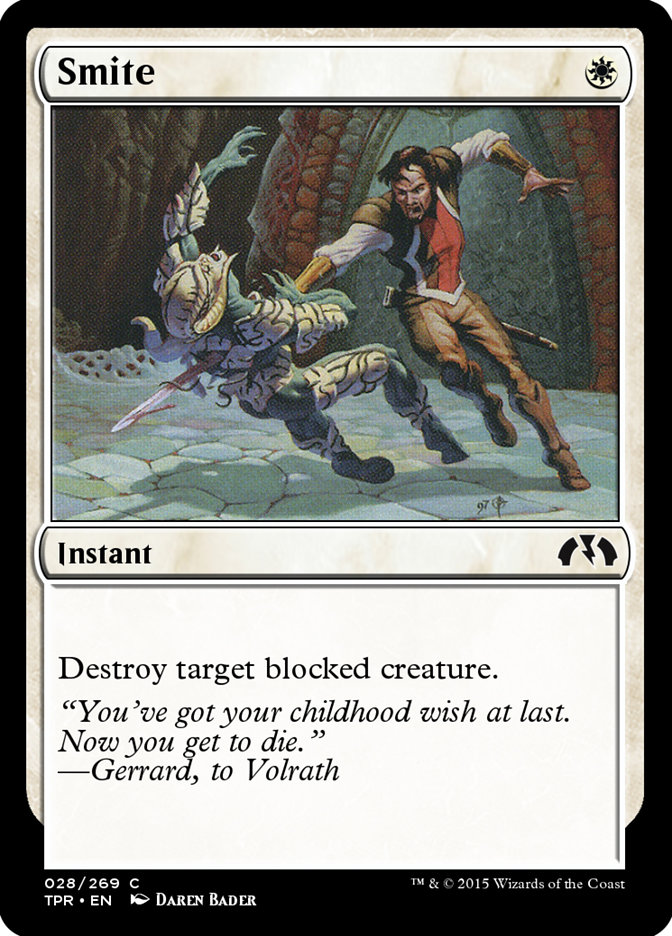 Smite
97
Instant
Destroy target blocked creature.
“You’ve got your childhood wish at last.
Now you get to die.”
—Gerrard, to Volrath
028/269 C
TPR • EN Daren Bader
™ & © 2015 Wizards of the Coast